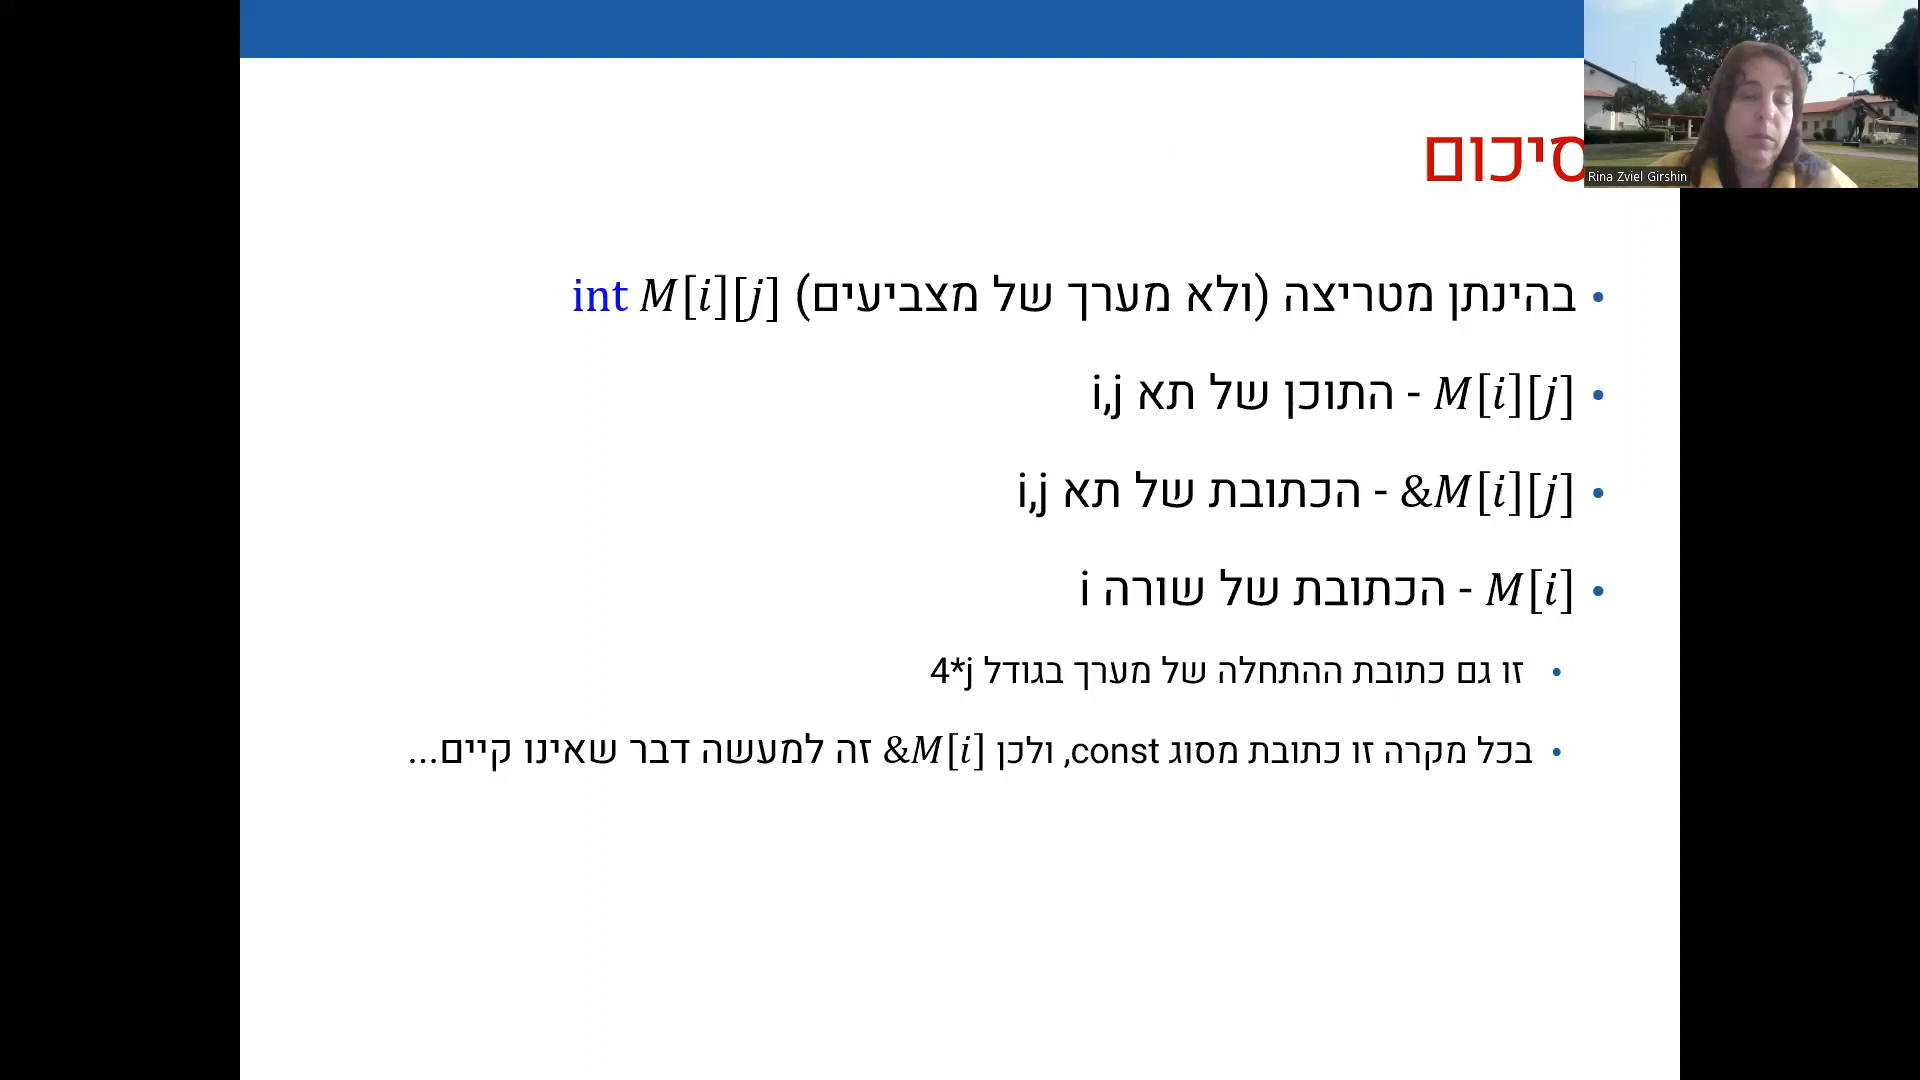 סיכום
Rina Zviel Girshin
• בהינתן מטריצה (ולא מערך של מצביעים) int M[i][j]
• M[i][j] - התוכן של תא i,j
• &M[i][j] - הכתובת של תא i,j
• M[i] - הכתובת של שורה i
• זו גם כתובת ההתחלה של מערך בגודל 4*j
• בכל מקרה זו כתובת מסוג const, ולכן &M[i] זה למעשה דבר שאינו קיים...